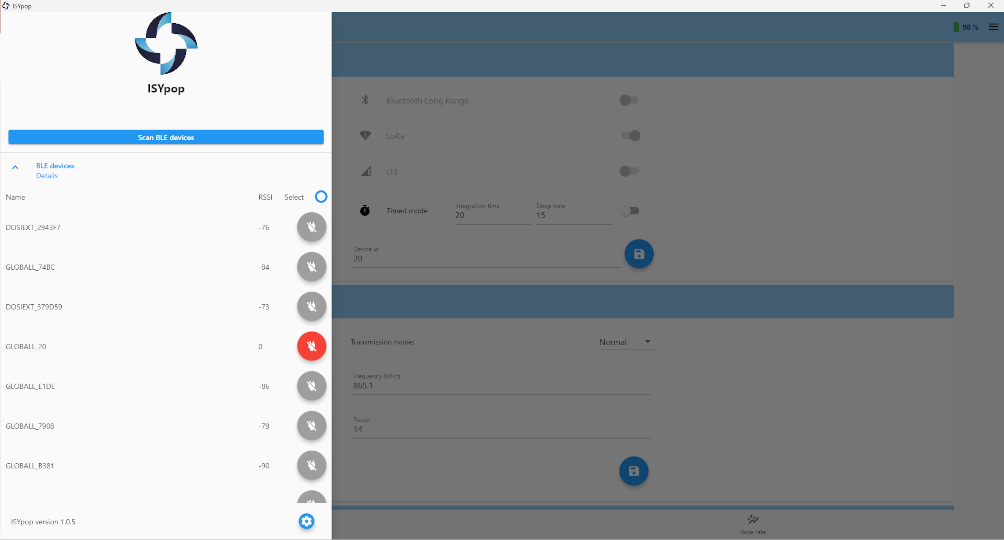 ISYpop
98 %
ISYpop
Scan BLE devices
BLE devices
Details
Name RSSI Select
DOSIEXT_2943F7 -76
GLOBALL_74BC -84
DOSIEXT_379D59 -73
GLOBALL_20 0
GLOBALL_E1DE -86
GLOBALL_7908 -79
GLOBALL_B381 -90
ISYpop version 1.0.5
Bluetooth Long Range
LoRa
LTE
Timed mode
Integration time
20
Sleep time
15
Device id
20
Transmission mode:
Normal
Frequency (MHz)
865.1
Power
14
dose rate